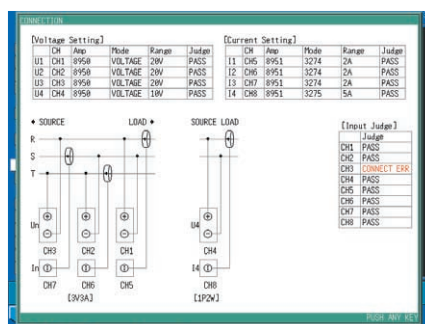 CONNECTION
[Voltage Setting]
CH Amp Mode Range Judge
U1 CH1 8950 VOLTAGE 20V PASS
U2 CH2 8950 VOLTAGE 20V PASS
U3 CH3 8950 VOLTAGE 20V PASS
U4 CH4 8950 VOLTAGE 10V PASS
[Current Setting]
CH Amp Mode Range Judge
I1 CH5 8951 3274 2A PASS
I2 CH6 8951 3274 2A PASS
I3 CH7 8951 3274 2A PASS
I4 CH8 8951 3275 5A PASS
SOURCE LOAD
R
S
T
Un
CH3 CH2 CH1
In
CH7 CH6 CH5
[3V3A]
SOURCE LOAD
U4
CH4
I4
CH8
[1P2W]
[Input Judge]
Judge
CH1 PASS
CH2 PASS
CH3 CONNECT ERR
CH4 PASS
CH5 PASS
CH6 PASS
CH7 PASS
CH8 PASS
PUSH ANY KEY